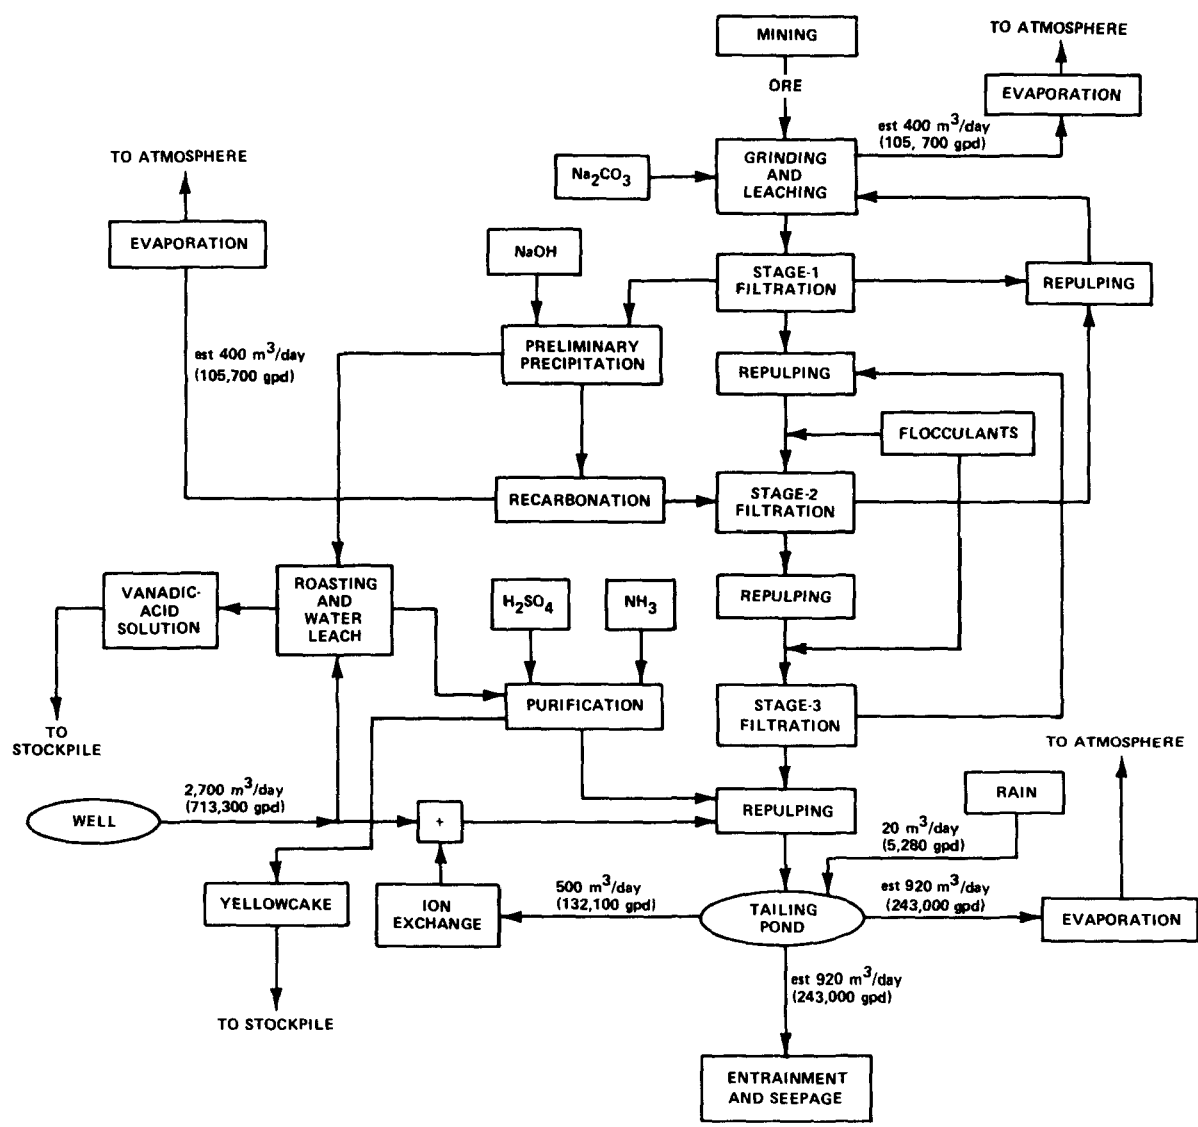 MINING
TO ATMOSPHERE
ORE
EVAPORATION
est 400 m³/day
(105, 700 gpd)
TO ATMOSPHERE
GRINDING
AND
LEACHING
Na₂CO₃
EVAPORATION
NaOH
STAGE-1
FILTRATION
REPULPING
est 400 m³/day
(105,700 gpd)
PRELIMINARY
PRECIPITATION
REPULPING
FLOCCULANTS
RECARBONATION
STAGE-2
FILTRATION
VANADIC-
ACID
SOLUTION
ROASTING
AND
WATER
LEACH
H₂SO₄
NH₃
REPULPING
PURIFICATION
STAGE-3
FILTRATION
TO
STOCKPILE
TO ATMOSPHERE
2,700 m³/day
(713,300 gpd)
WELL
+
REPULPING
RAIN
20 m³/day
(5,280 gpd)
YELLOWCAKE
ION
EXCHANGE
500 m³/day
(132,100 gpd)
TAILING
POND
est 920 m³/day
(243,000 gpd)
EVAPORATION
est 920 m³/day
(243,000 gpd)
TO STOCKPILE
ENTRAINMENT
AND SEEPAGE